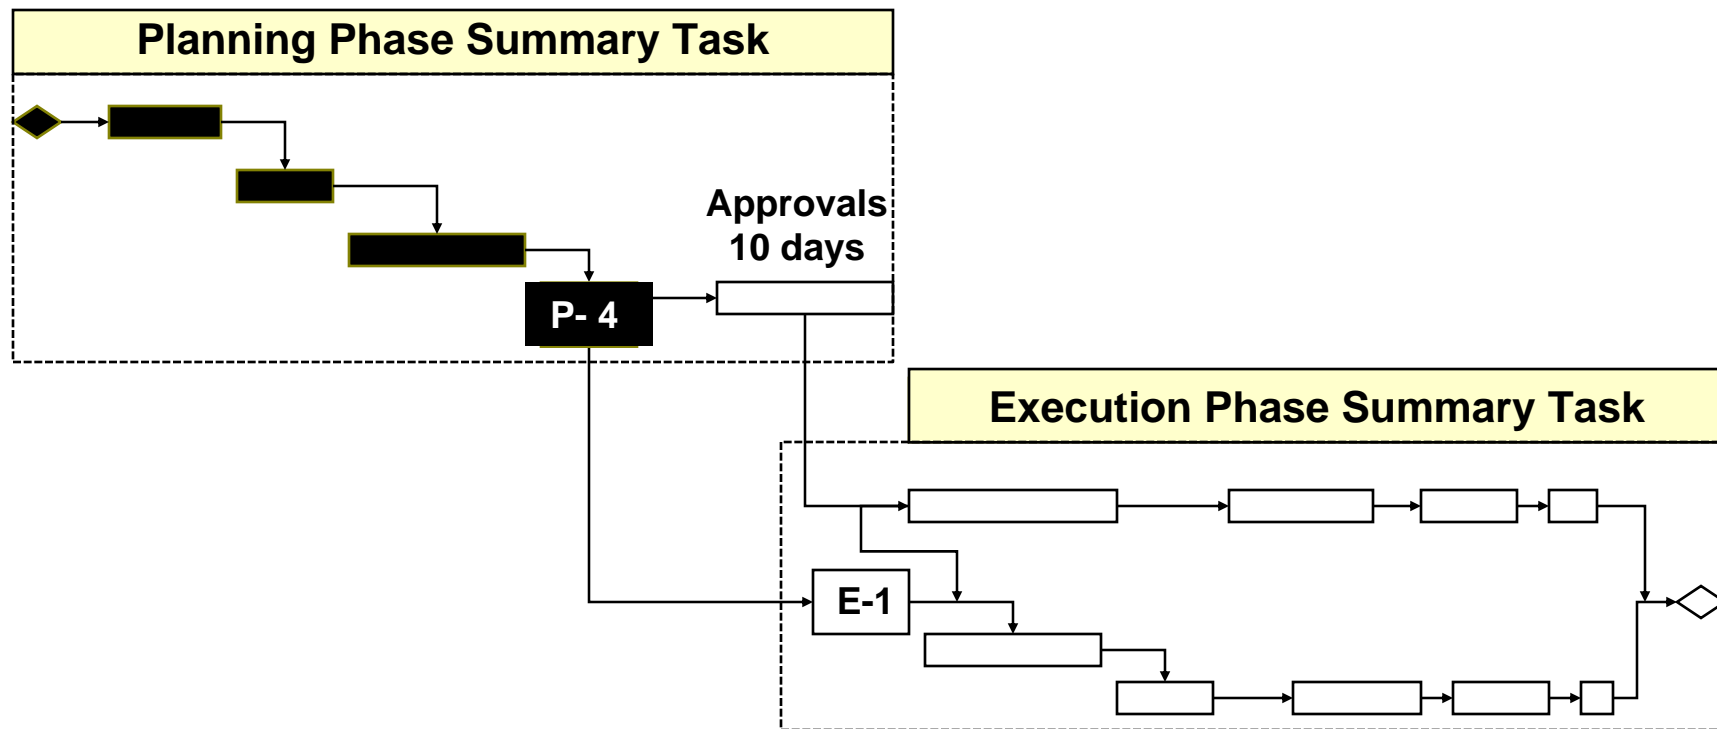 Planning Phase Summary Task
Approvals
10 days
P- 4
Execution Phase Summary Task
E-1